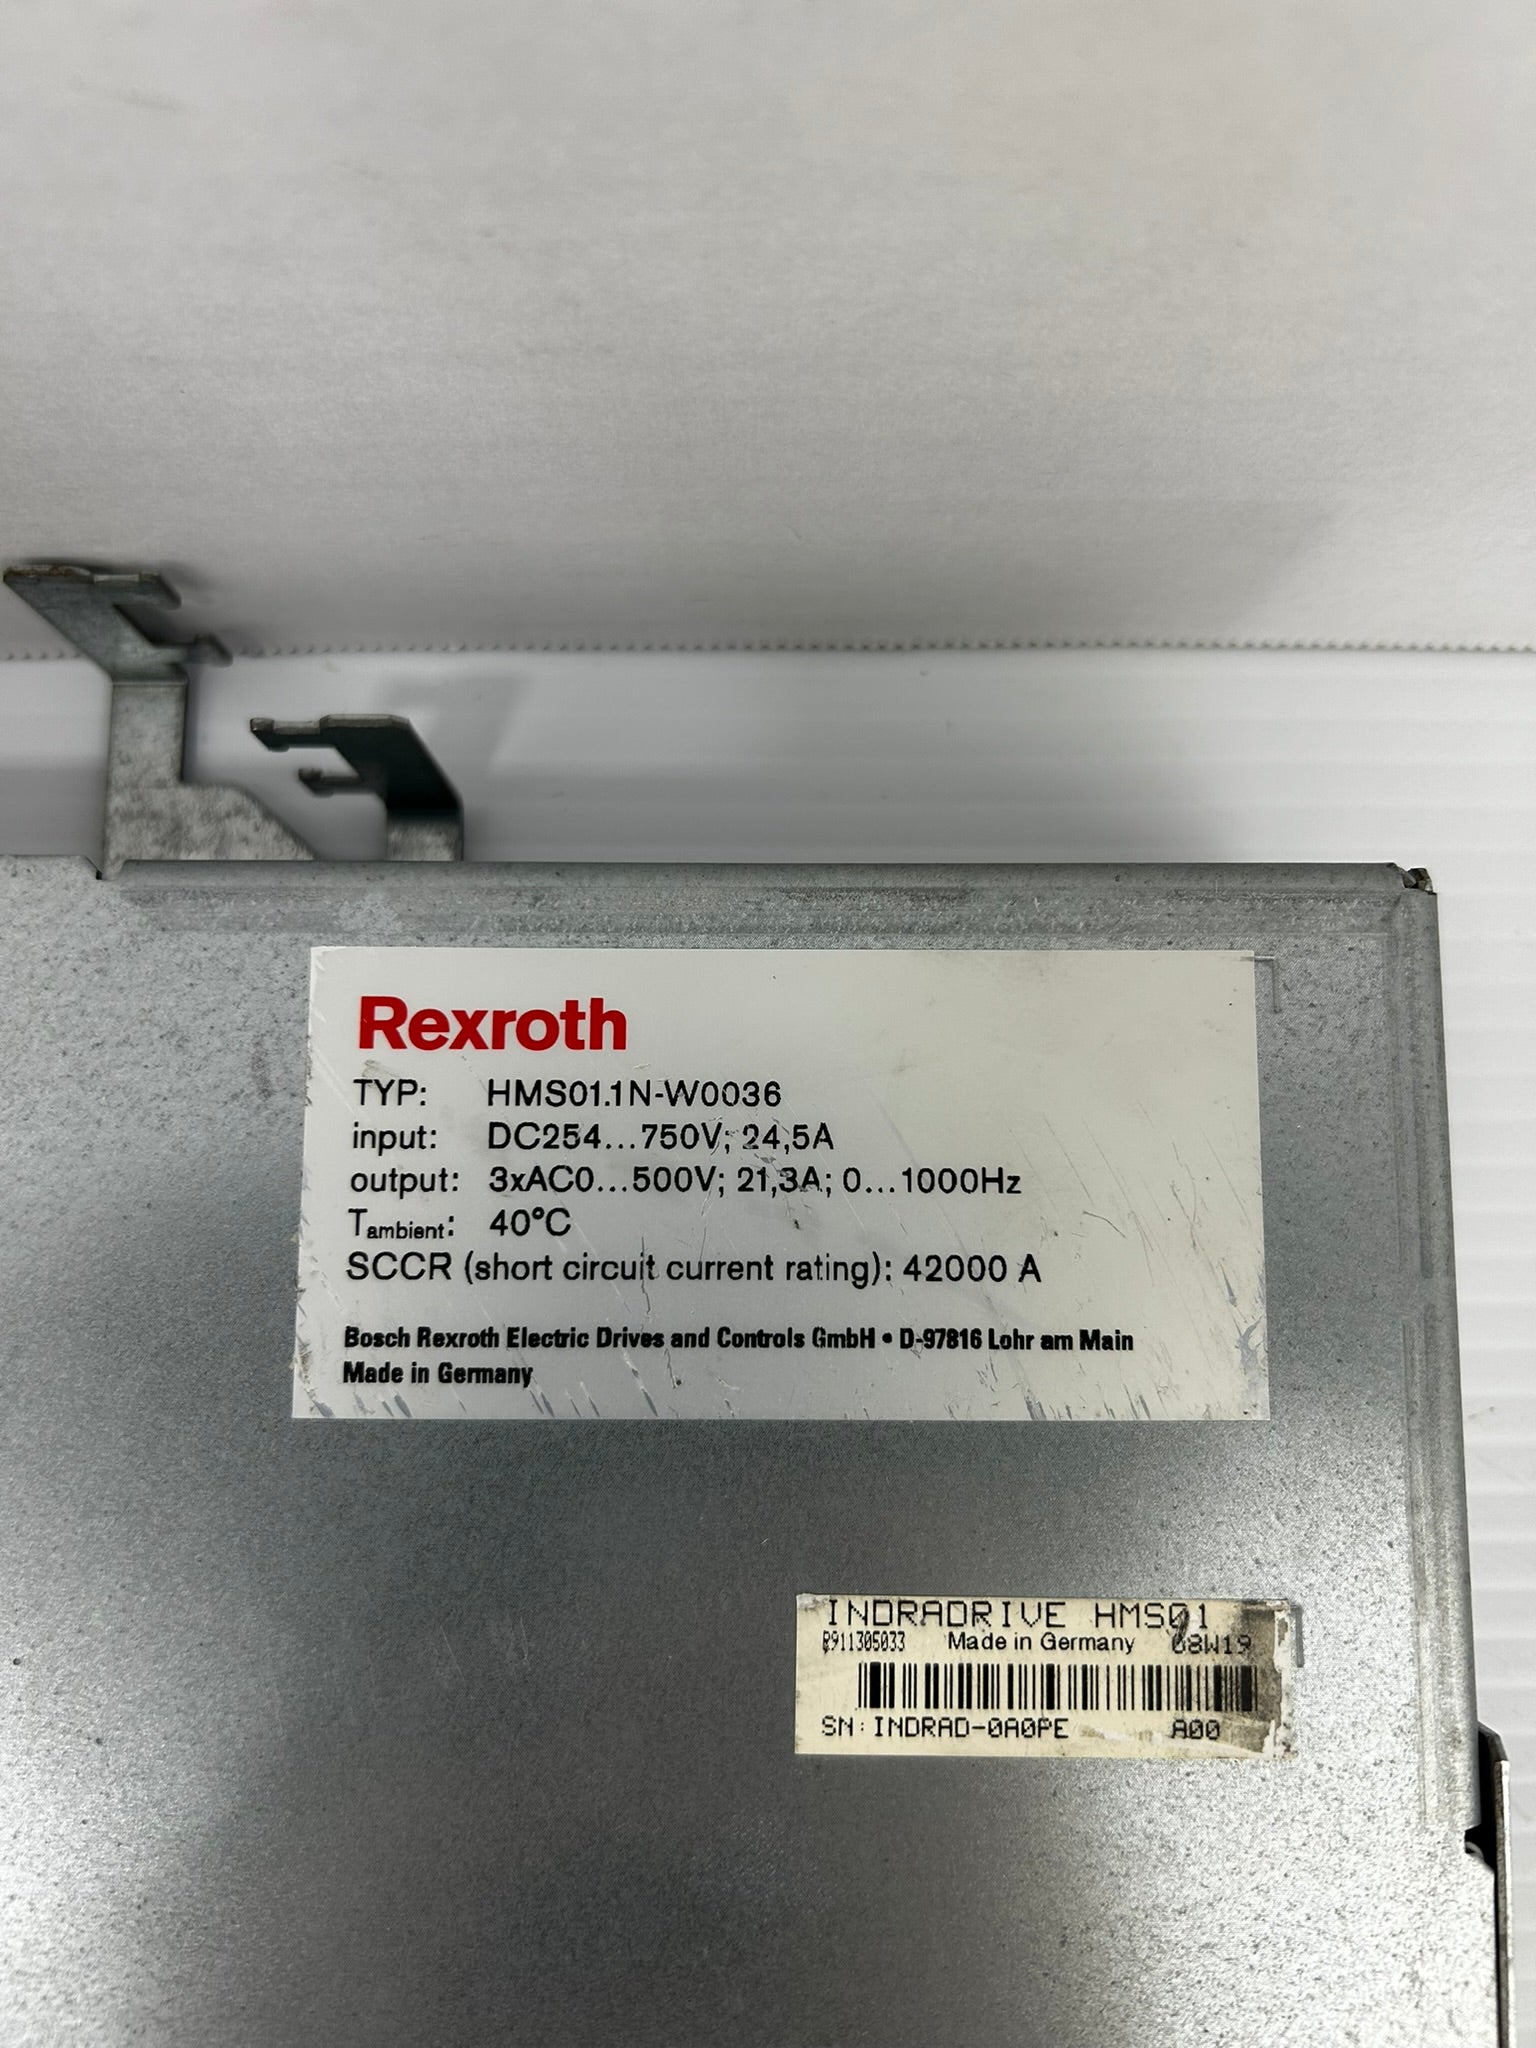 Rexroth
TYP: HMS01.1N-W0036
input: DC254...750V; 24,5A
output: 3xAC0...500V; 21,3A; 0...1000Hz
Tambient: 40°C
SCCR (short circuit current rating): 42000 A
Bosch Rexroth Electric Drives and Controls GmbH • D-97816 Lohr am Main
Made in Germany
INDRADRIVE HMS01
R911305033 Made in Germany 08W19
SN: INDRAD-0A0PE A00